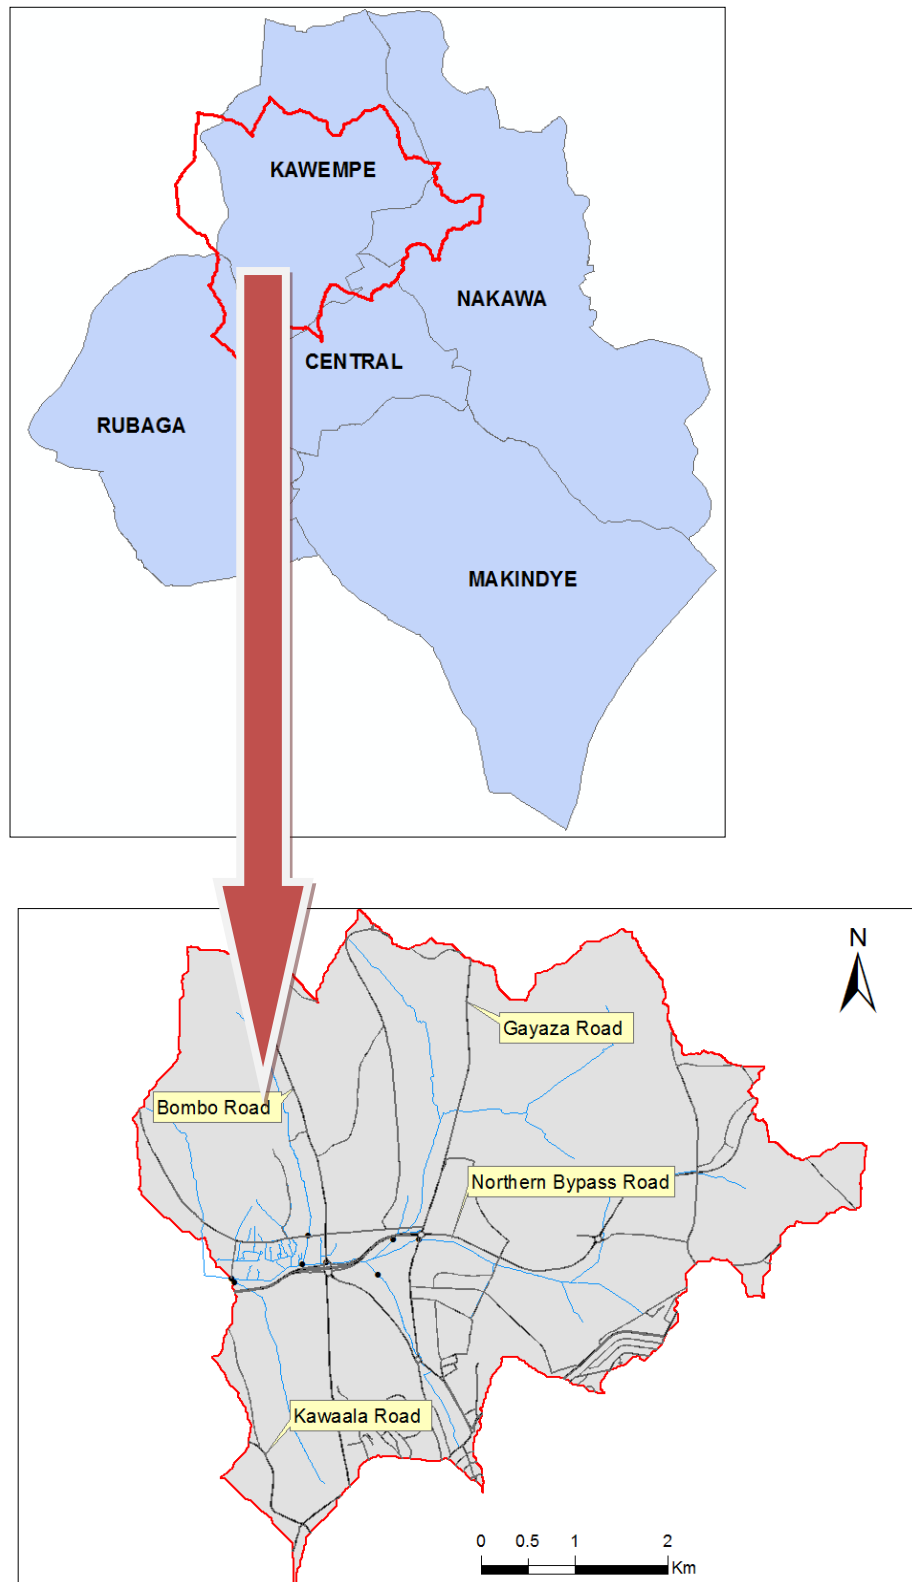 KAWEMPE
NAKAWA
CENTRAL
RUBAGA
MAKINDYE
N
Gayaza Road
Bombo Road
Northern Bypass Road
Kawaala Road
0 0.5 1 2
Km